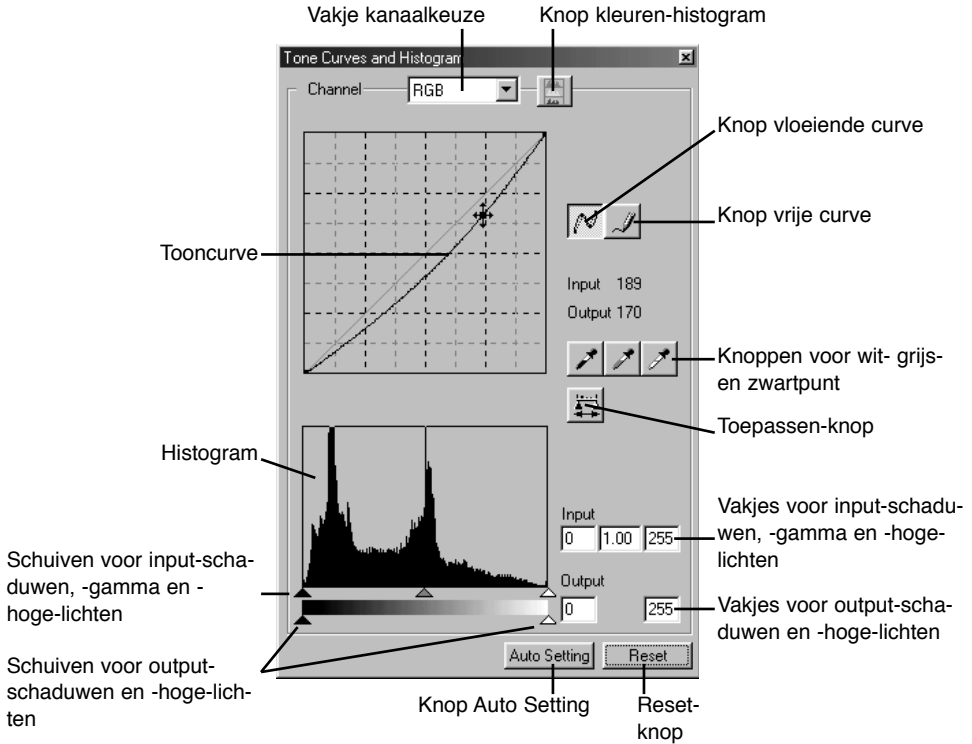 Vakje kanaalkeuze
Knop kleuren-histogram
Tone Curves and Histogram
Channel
RGB
Knop vloeiende curve
Knop vrije curve
Tooncurve
Input 189
Output 170
Knoppen voor wit- grijs-
en zwartpunt
Toepassen-knop
Histogram
Input
0 1.00 255
Vakjes voor input-schadu-
wen, -gamma en -hoge-
lichten
Schuiven voor input-scha-
duwen, -gamma en -
hoge-lichten
Output
0 255
Vakjes voor output-scha-
duwen en -hoge-lichten
Schuiven voor output-
schaduwen en -hoge-lich-
ten
Auto Setting
Reset
Knop Auto Setting
Reset-
knop